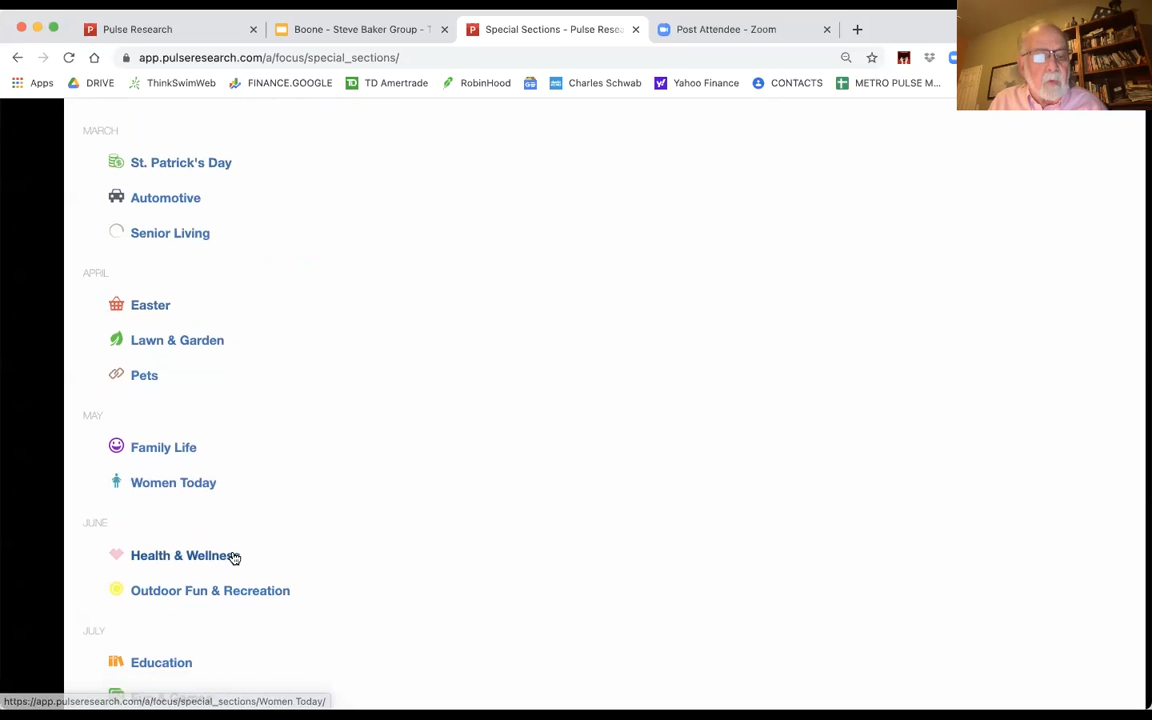 Pulse Research
Boone - Steve Baker Group - T
Special Sections - Pulse Resea
Post Attendee - Zoom
app.pulseresearch.com/a/focus/special_sections/
Apps
DRIVE
ThinkSwimWeb
FINANCE.GOOGLE
TD Amertrade
RobinHood
Charles Schwab
Yahoo Finance
CONTACTS
METRO PULSE M...
MARCH
St. Patrick's Day
Automotive
Senior Living
APRIL
Easter
Lawn & Garden
Pets
MAY
Family Life
Women Today
JUNE
Health & Wellness
Outdoor Fun & Recreation
JULY
Education
https://app.pulseresearch.com/a/focus/special_sections/Women Today/